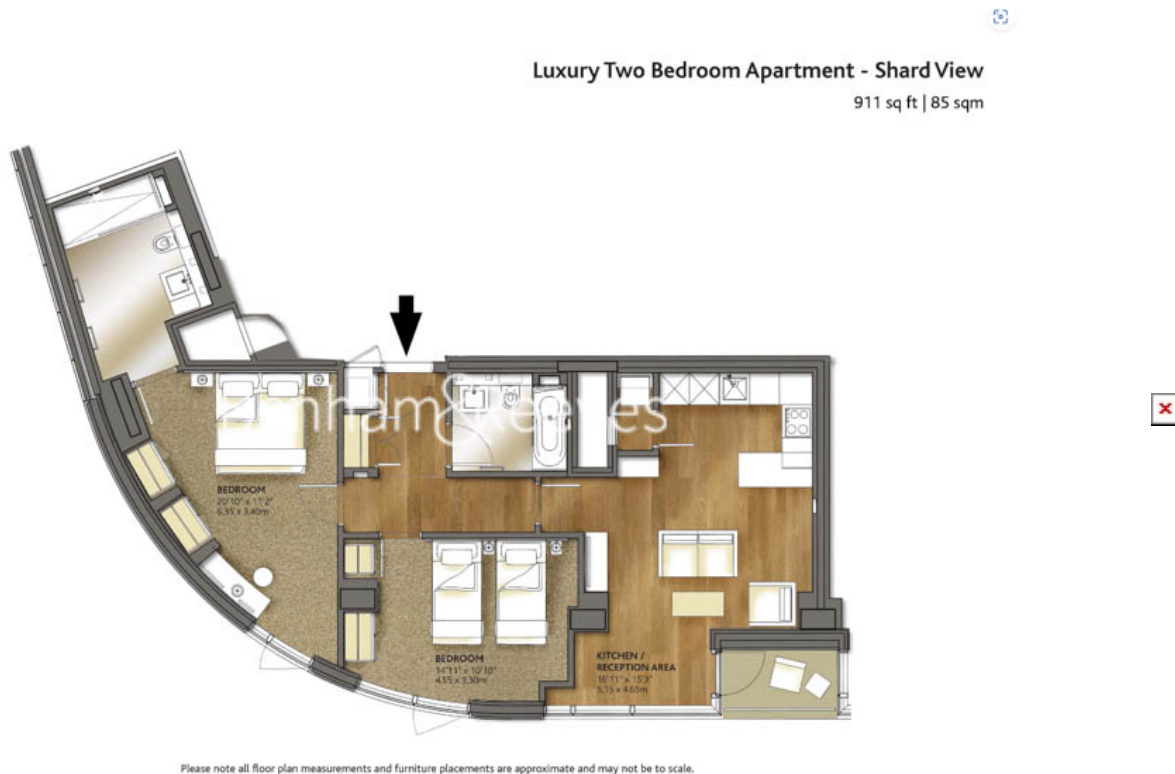 Luxury Two Bedroom Apartment - Shard View
911 sq ft | 85 sqm
mham & Reeves
BEDROOM
20'10" x 11'2"
6.35 x 3.40m
BEDROOM
14'11" x 10'10"
4.55 x 3.30m
KITCHEN /
RECEPTION AREA
16'11" x 15'3"
5.15 x 4.65m
Please note all floor plan measurements and furniture placements are approximate and may not be to scale.